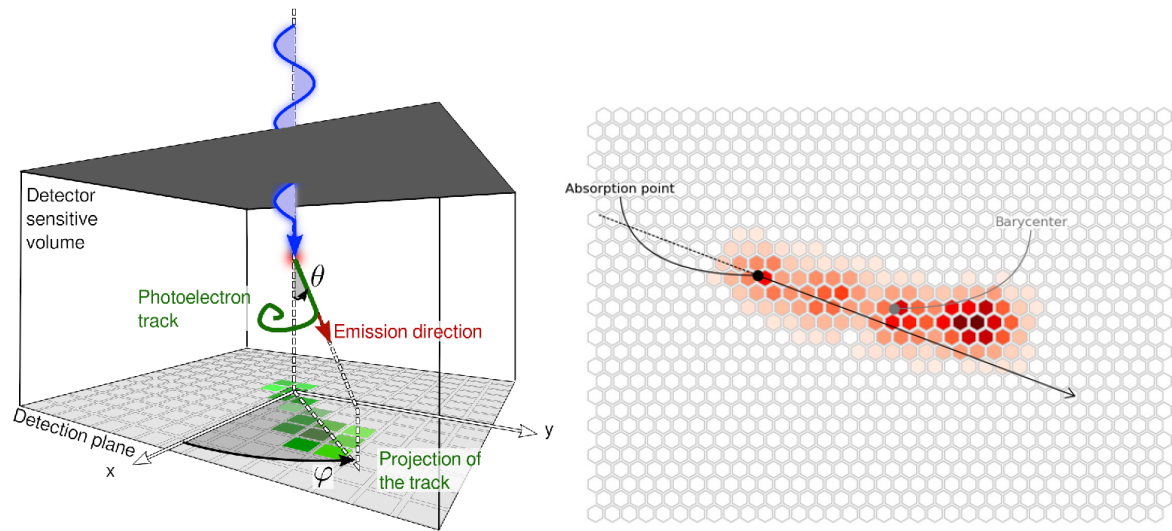 Detector
sensitive
volume
θ
Photoelectron
track
Emission direction
Detection plane
x
y
φ
Projection of
the track
Absorption point
Barycenter